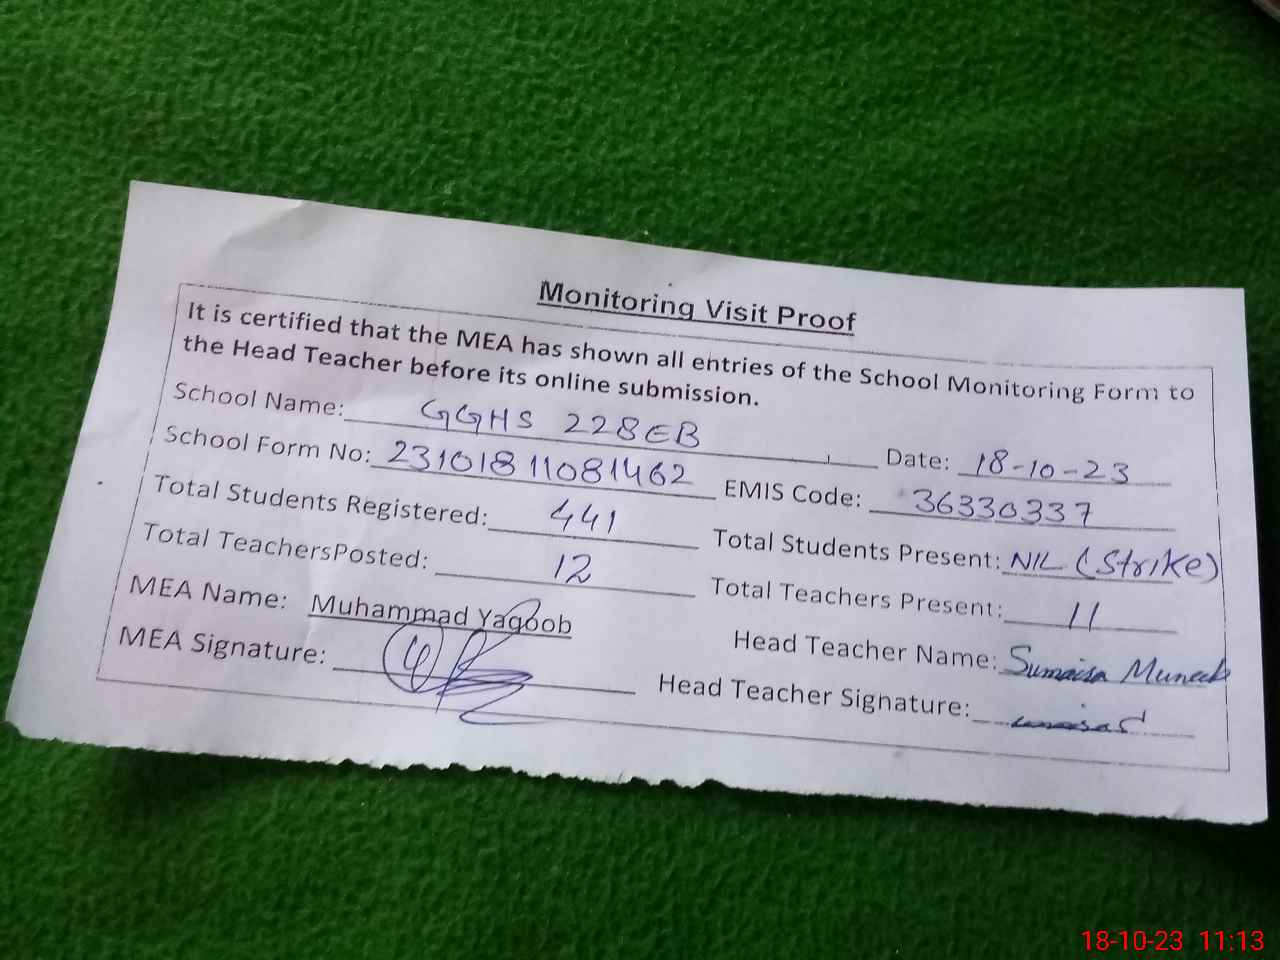 Monitoring Visit Proof
It is certified that the MEA has shown all entries of the School Monitoring Form to
the Head Teacher before its online submission.
School Name: GGHS 228EB Date: 18-10-23
School Form No: 23101811081462 EMIS Code: 36330337
Total Students Registered: 441 Total Students Present: NIL (Strike)
Total TeachersPosted: 12 Total Teachers Present: 11
MEA Name: Muhammad Yaqoob Head Teacher Name: Sumaisa Muneeb
MEA Signature: Head Teacher Signature:
18-10-23 11:13